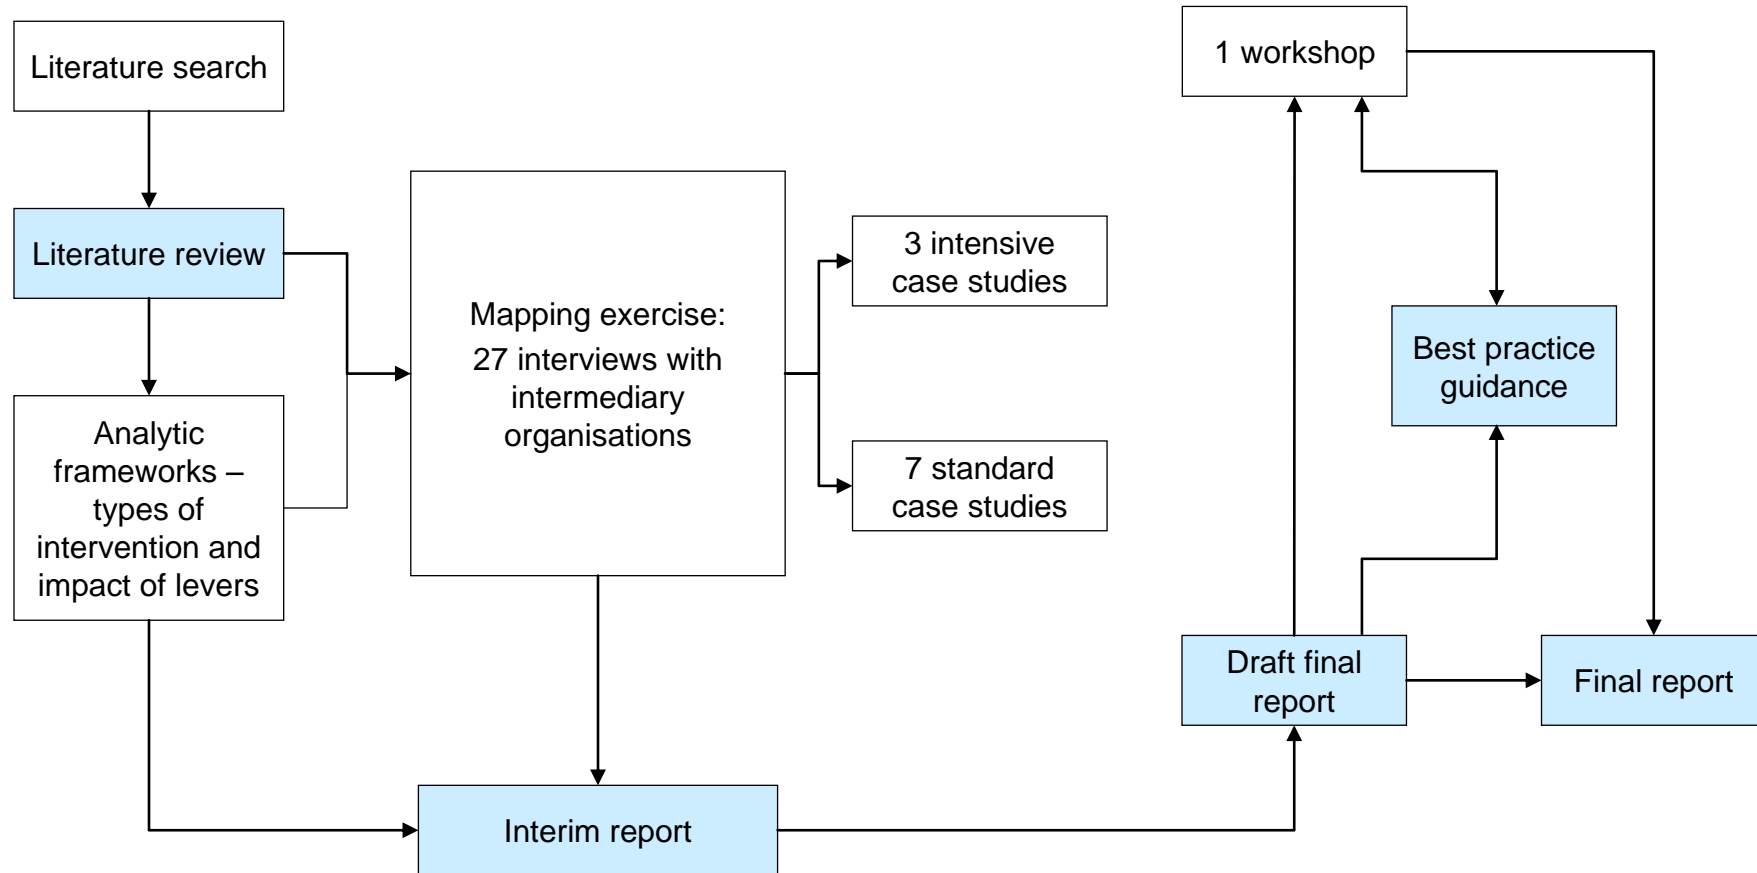 Literature search
Literature review
Analytic
frameworks –
types of
intervention and
impact of levers
Mapping exercise:
27 interviews with
intermediary
organisations
3 intensive
case studies
7 standard
case studies
Interim report
1 workshop
Best practice
guidance
Draft final
report
Final report